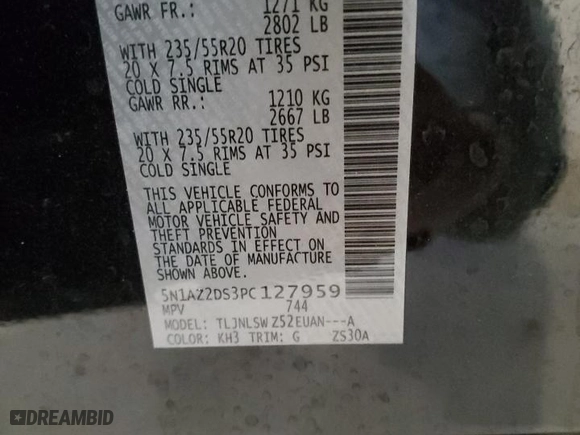 GAWR FR.: 1271 KG
2802 LB
WITH 235/55R20 TIRES
20 X 7.5 RIMS AT 35 PSI
COLD SINGLE
GAWR RR.: 1210 KG
2667 LB
WITH 235/55R20 TIRES
20 X 7.5 RIMS AT 35 PSI
COLD SINGLE
THIS VEHICLE CONFORMS TO
ALL APPLICABLE FEDERAL
MOTOR VEHICLE SAFETY AND
THEFT PREVENTION
STANDARDS IN EFFECT ON
THE DATE OF MANUFACTURE
SHOWN ABOVE.
5N1AZ2DS3PC127959
MPV 744
MODEL: TLJNLSW Z52EUAN---A
COLOR: KH3 TRIM: G ZS30A
DREAMBID